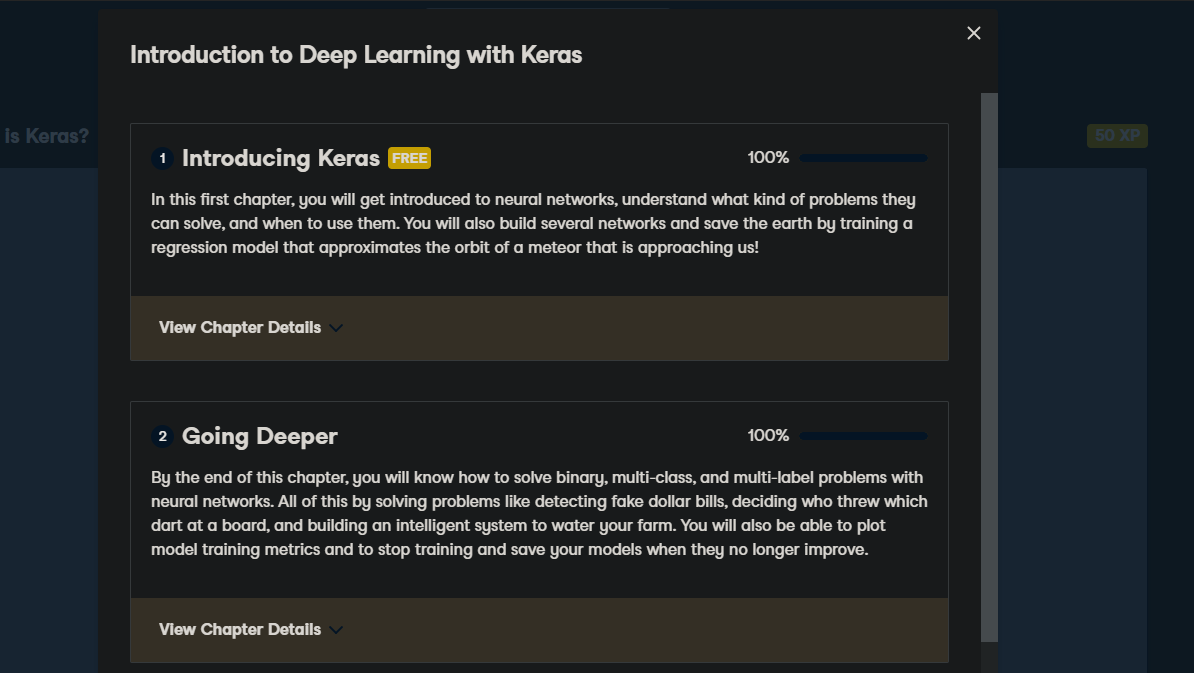 Introduction to Deep Learning with Keras
is Keras?
50 XP
1 Introducing Keras FREE 100%
In this first chapter, you will get introduced to neural networks, understand what kind of problems they
can solve, and when to use them. You will also build several networks and save the earth by training a
regression model that approximates the orbit of a meteor that is approaching us!
View Chapter Details
2 Going Deeper 100%
By the end of this chapter, you will know how to solve binary, multi-class, and multi-label problems with
neural networks. All of this by solving problems like detecting fake dollar bills, deciding who threw which
dart at a board, and building an intelligent system to water your farm. You will also be able to plot
model training metrics and to stop training and save your models when they no longer improve.
View Chapter Details